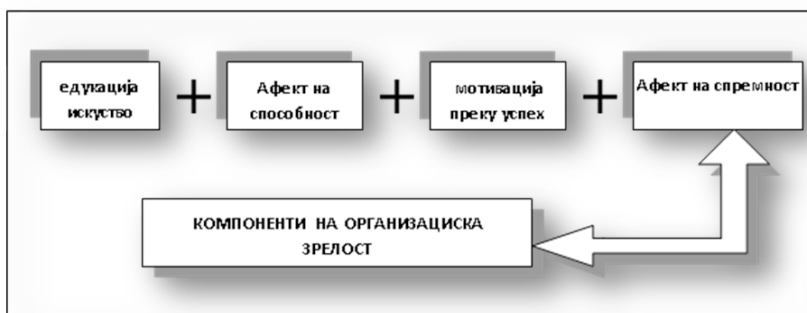 едукација
искуство
+
Афект на
способност
+
мотивација
преку успех
+
Афект на спремност
КОМПОНЕНТИ НА ОРГАНИЗАЦИСКА
ЗРЕЛОСТ